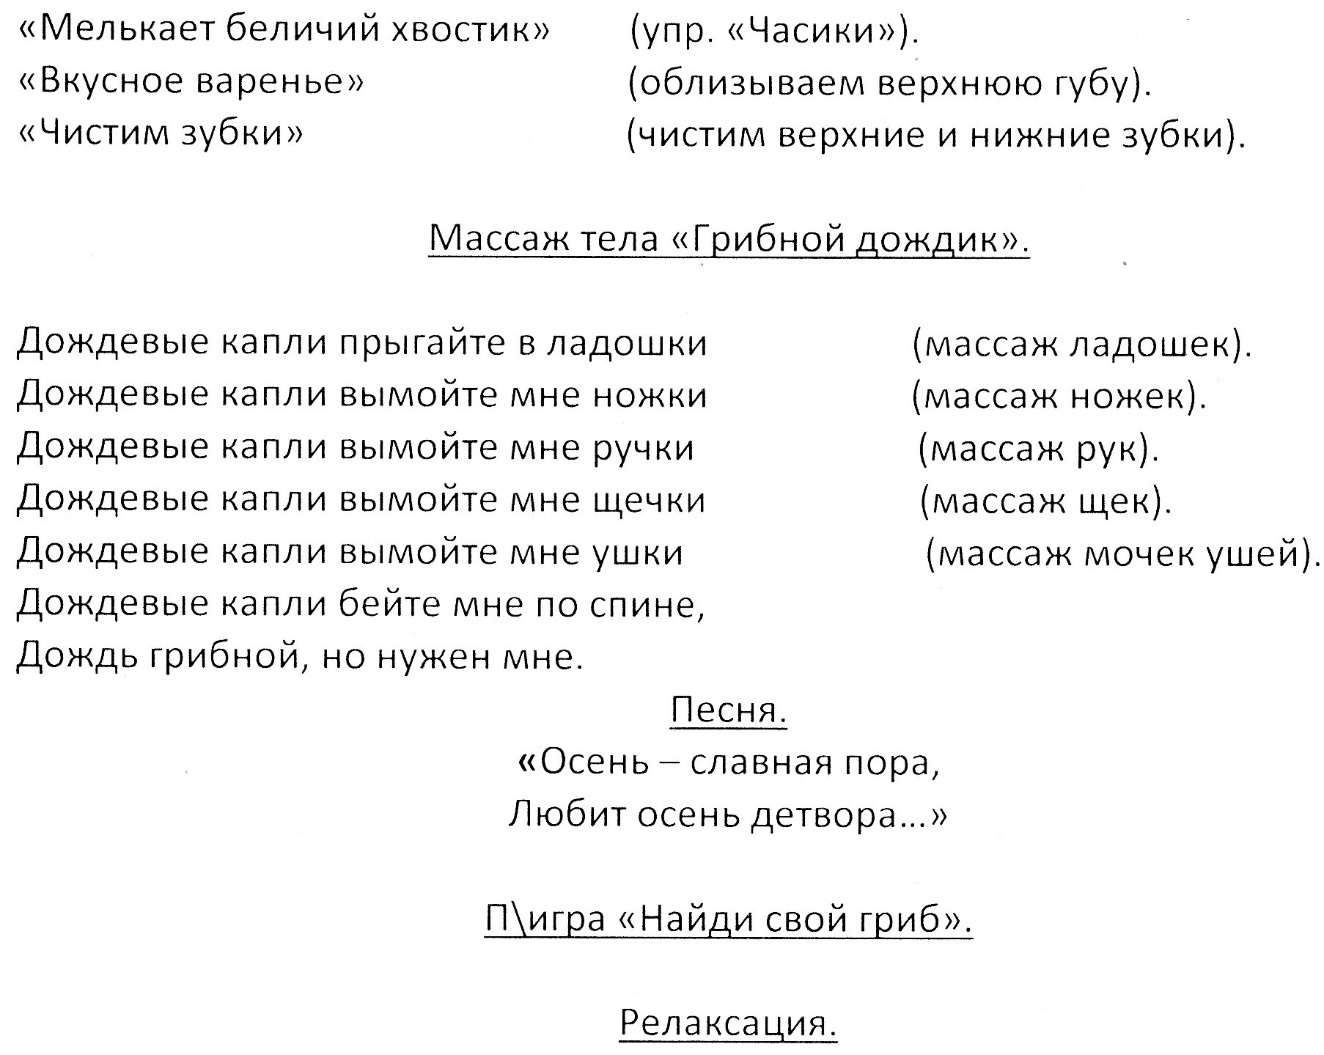 «Мелькает беличий хвостик» (упр. «Часики»).
«Вкусное варенье» (облизываем верхнюю губу).
«Чистим зубки» (чистим верхние и нижние зубки).
Массаж тела «Грибной дождик».
Дождевые капли прыгайте в ладошки (массаж ладошек).
Дождевые капли вымойте мне ножки (массаж ножек).
Дождевые капли вымойте мне ручки (массаж рук).
Дождевые капли вымойте мне щечки (массаж щек).
Дождевые капли вымойте мне ушки (массаж мочек ушей).
Дождевые капли бейте мне по спине,
Дождь грибной, но нужен мне.
Песня.
«Осень – славная пора,
Любит осень детвора...»
П\игра «Найди свой гриб».
Релаксация.